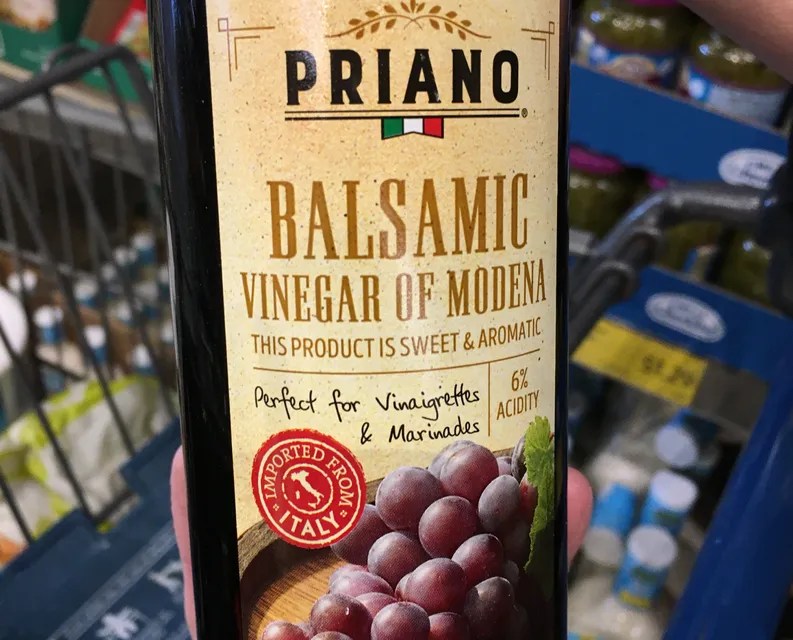 PRIANO
BALSAMIC
VINEGAR OF MODENA
THIS PRODUCT IS SWEET & AROMATIC
Perfect for Vinaigrettes
& Marinades
6%
ACIDITY
IMPORTED FROM
ITALY